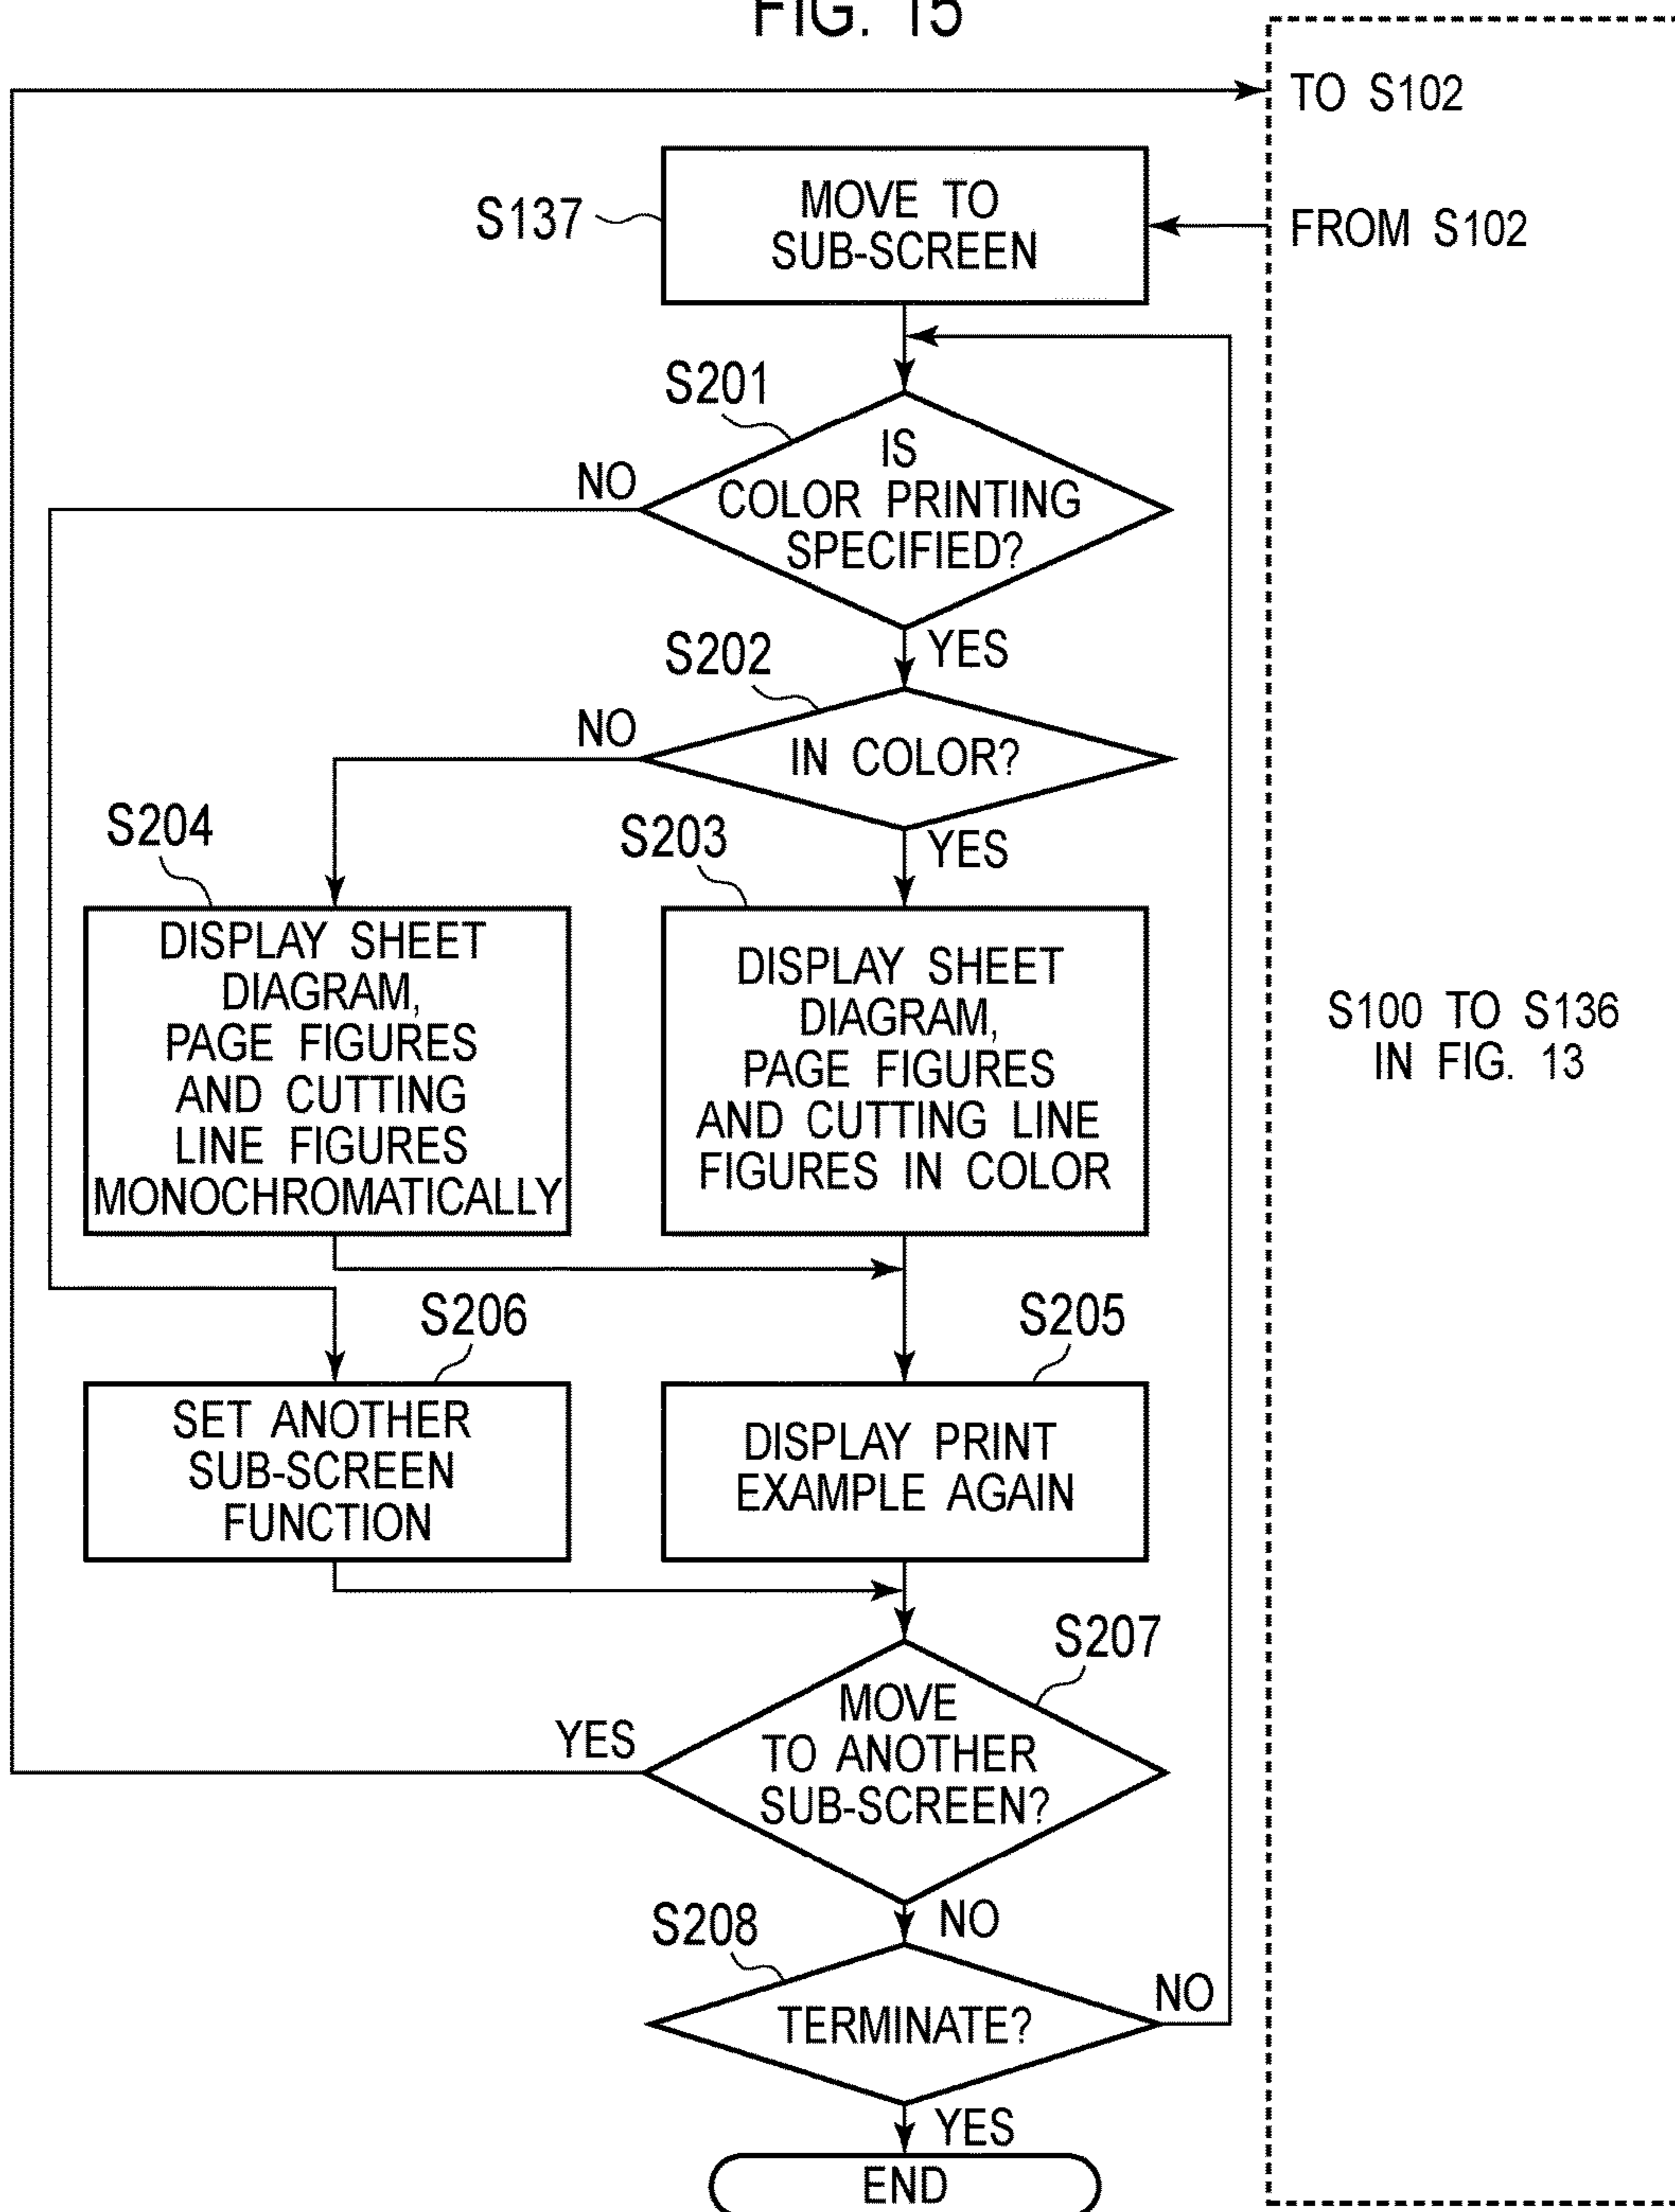 FIG. 15
TO S102
S137
MOVE TO
SUB-SCREEN
FROM S102
S201
IS
COLOR PRINTING
SPECIFIED?
NO
YES
S202
IN COLOR?
NO
YES
S204
DISPLAY SHEET
DIAGRAM,
PAGE FIGURES
AND CUTTING
LINE FIGURES
MONOCHROMATICALLY
S203
DISPLAY SHEET
DIAGRAM,
PAGE FIGURES
AND CUTTING LINE
FIGURES IN COLOR
S100 TO S136
IN FIG. 13
S206
SET ANOTHER
SUB-SCREEN
FUNCTION
S205
DISPLAY PRINT
EXAMPLE AGAIN
S207
MOVE
TO ANOTHER
SUB-SCREEN?
YES
NO
S208
TERMINATE?
NO
YES
END